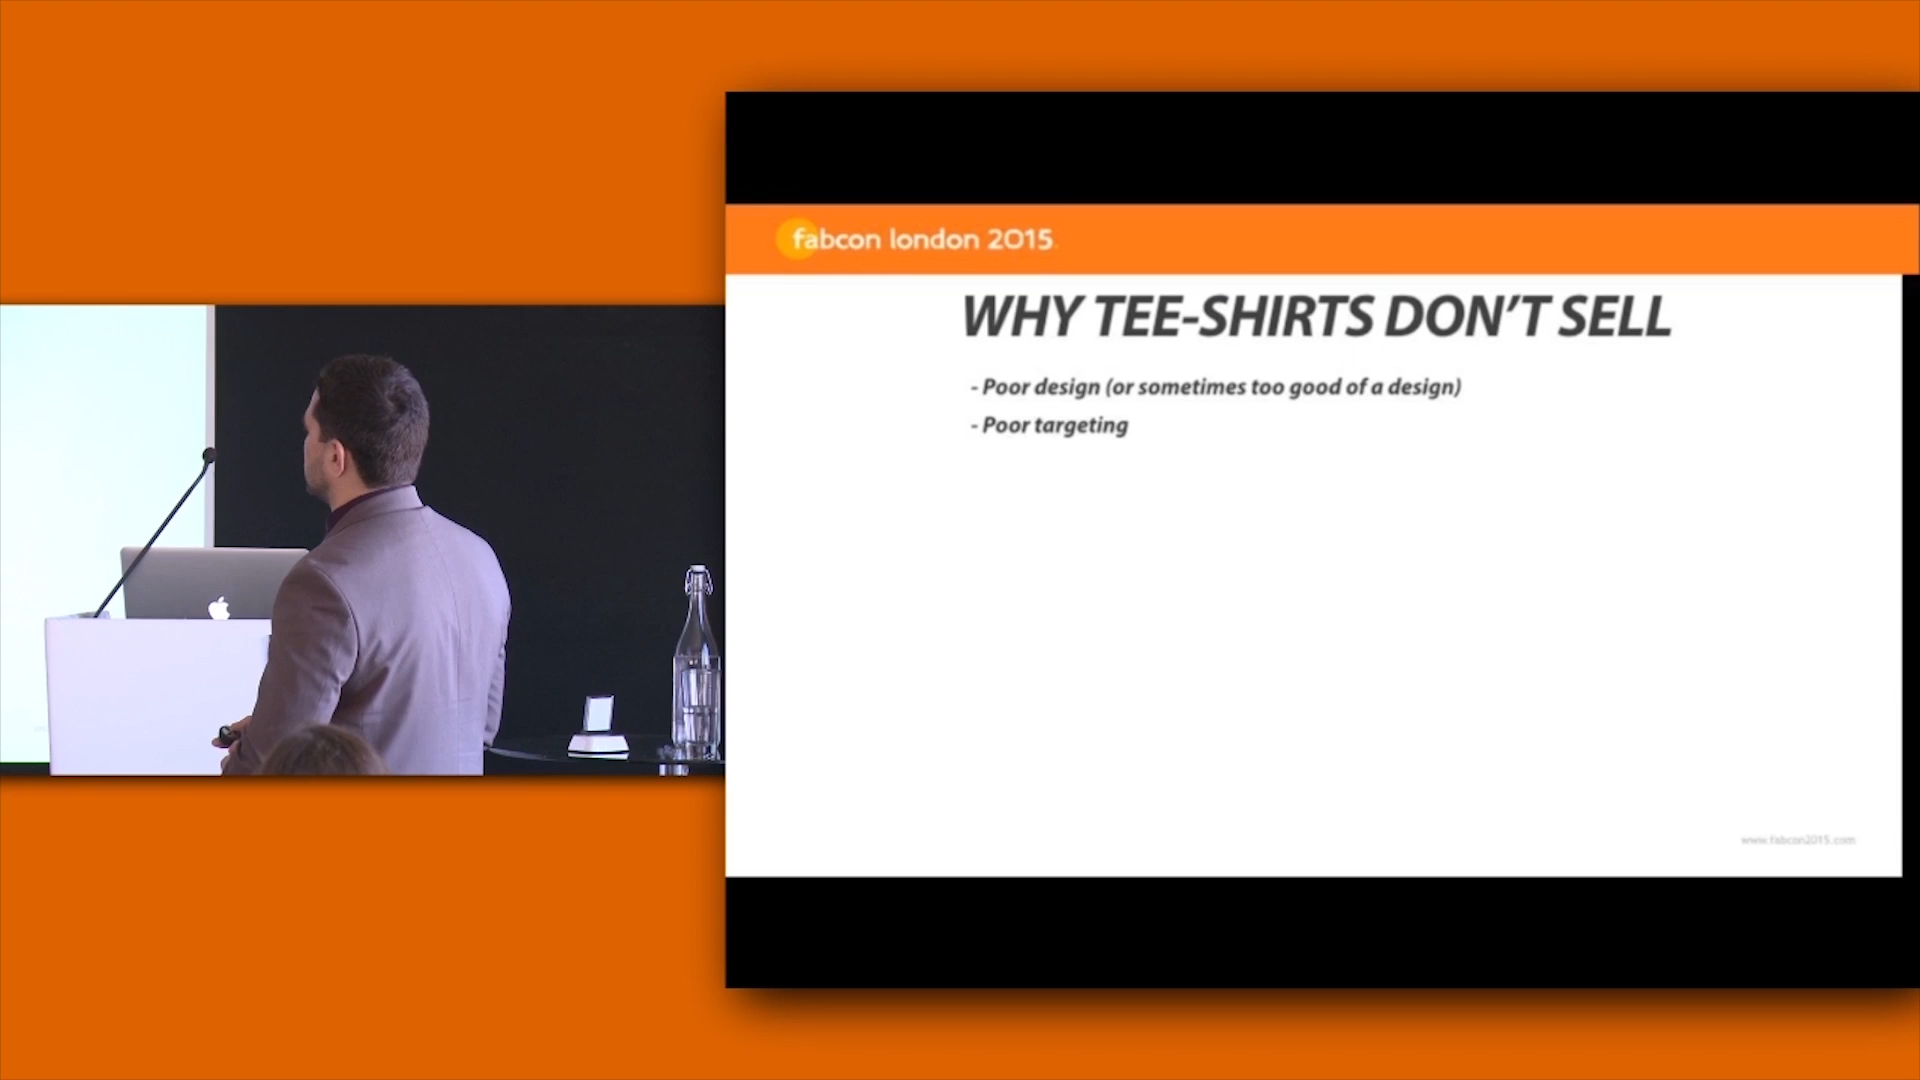 fabcon london 2015
WHY TEE-SHIRTS DON'T SELL
- Poor design (or sometimes too good of a design)
- Poor targeting
www.fabcon2015.com